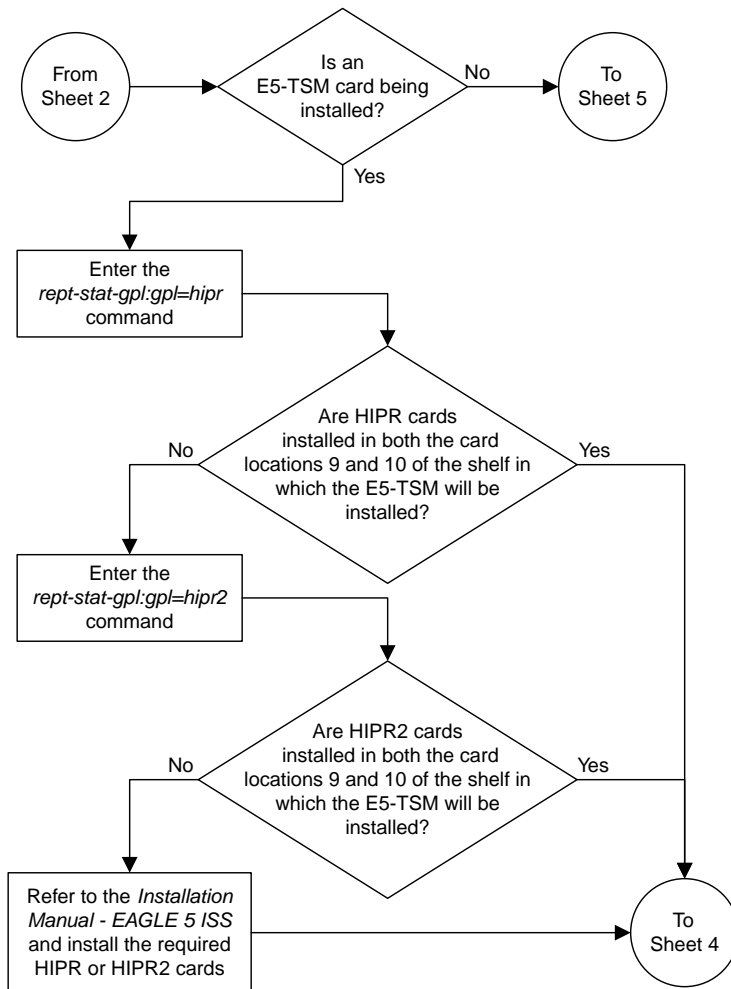 From
Sheet 2
Is an
E5-TSM card being
installed?
No
To
Sheet 5
Yes
Enter the
rept-stat-gpl:gpl=hipr
command
Are HIPR cards
installed in both the card
locations 9 and 10 of the shelf in
which the E5-TSM will be
installed?
No
Yes
Enter the
rept-stat-gpl:gpl=hipr2
command
Are HIPR2 cards
installed in both the card
locations 9 and 10 of the shelf in
which the E5-TSM will be
installed?
No
Yes
Refer to the Installation
Manual - EAGLE 5 ISS
and install the required
HIPR or HIPR2 cards
To
Sheet 4